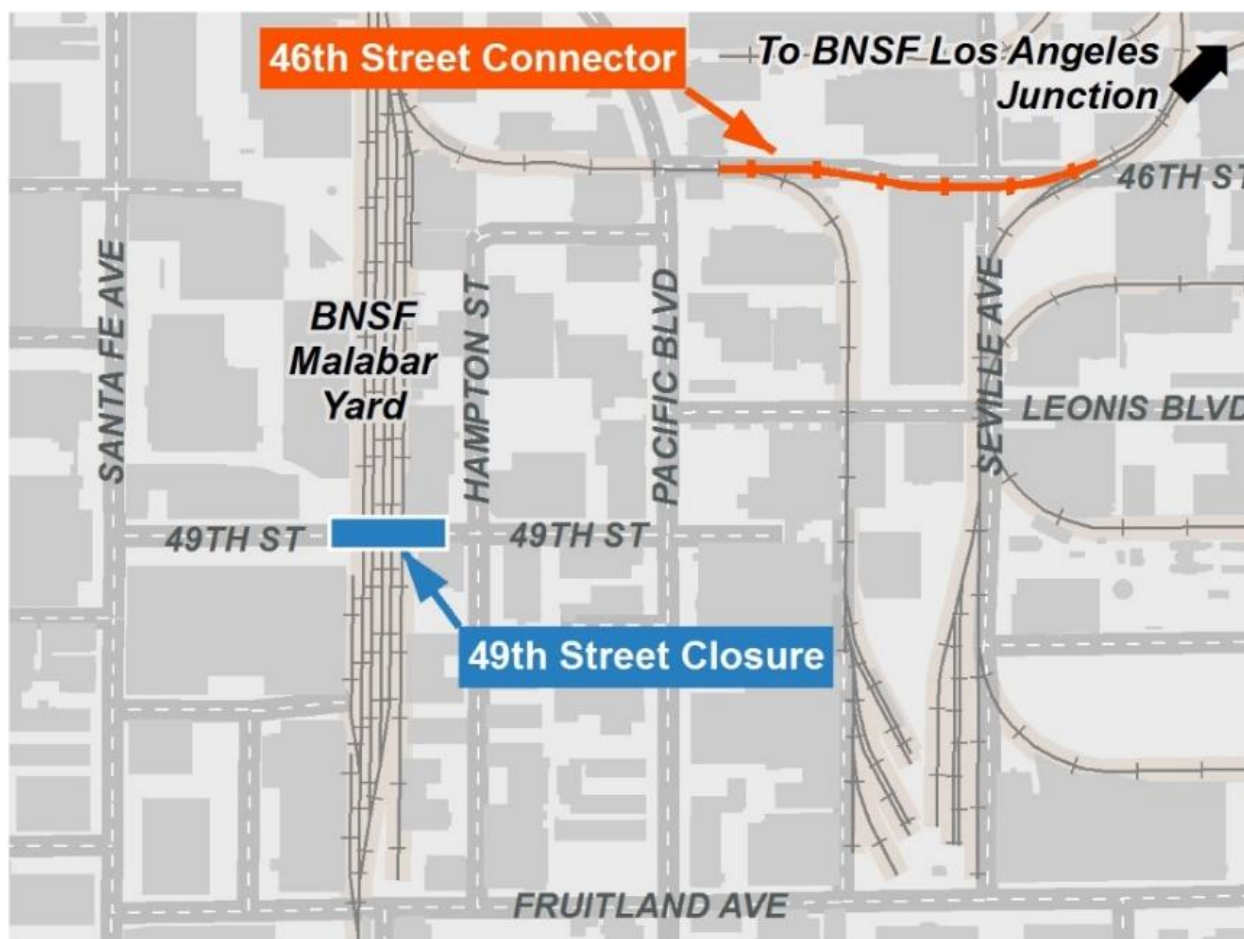 46th Street Connector
To BNSF Los Angeles
Junction
46TH ST
SANTA FE AVE
BNSF
Malabar
Yard
HAMPTON ST
PACIFIC BLVD
SEVILLE AVE
LEONIS BLVD
49TH ST
49TH ST
49th Street Closure
FRUITLAND AVE